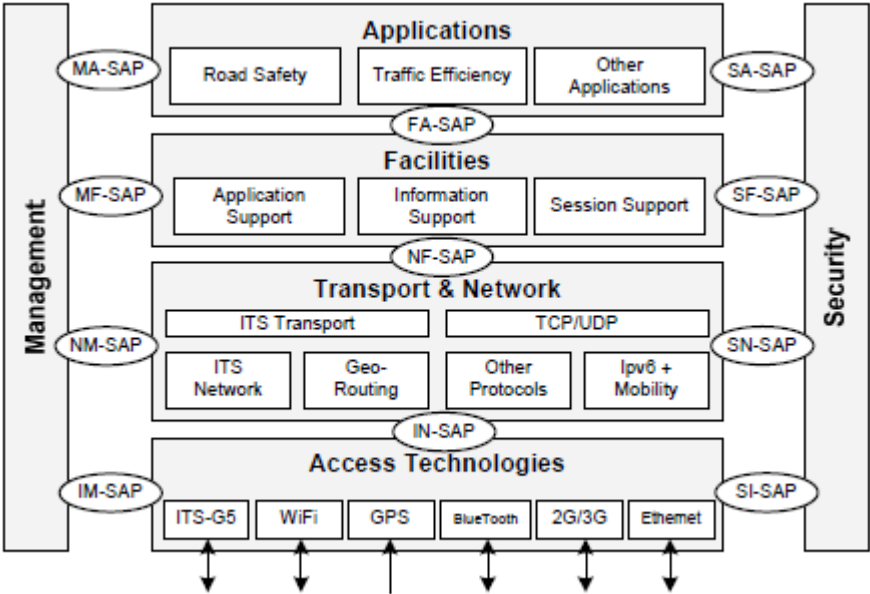 Applications
MA-SAP
Road Safety
Traffic Efficiency
Other
Applications
SA-SAP
FA-SAP
Facilities
MF-SAP
Application
Support
Information
Support
Session Support
SF-SAP
NF-SAP
Management
Security
Transport & Network
ITS Transport
TCP/UDP
NM-SAP
ITS
Network
Geo-
Routing
Other
Protocols
Ipv6 +
Mobility
SN-SAP
IN-SAP
Access Technologies
IM-SAP
ITS-G5
WiFi
GPS
BlueTooth
2G/3G
Ethernet
SI-SAP